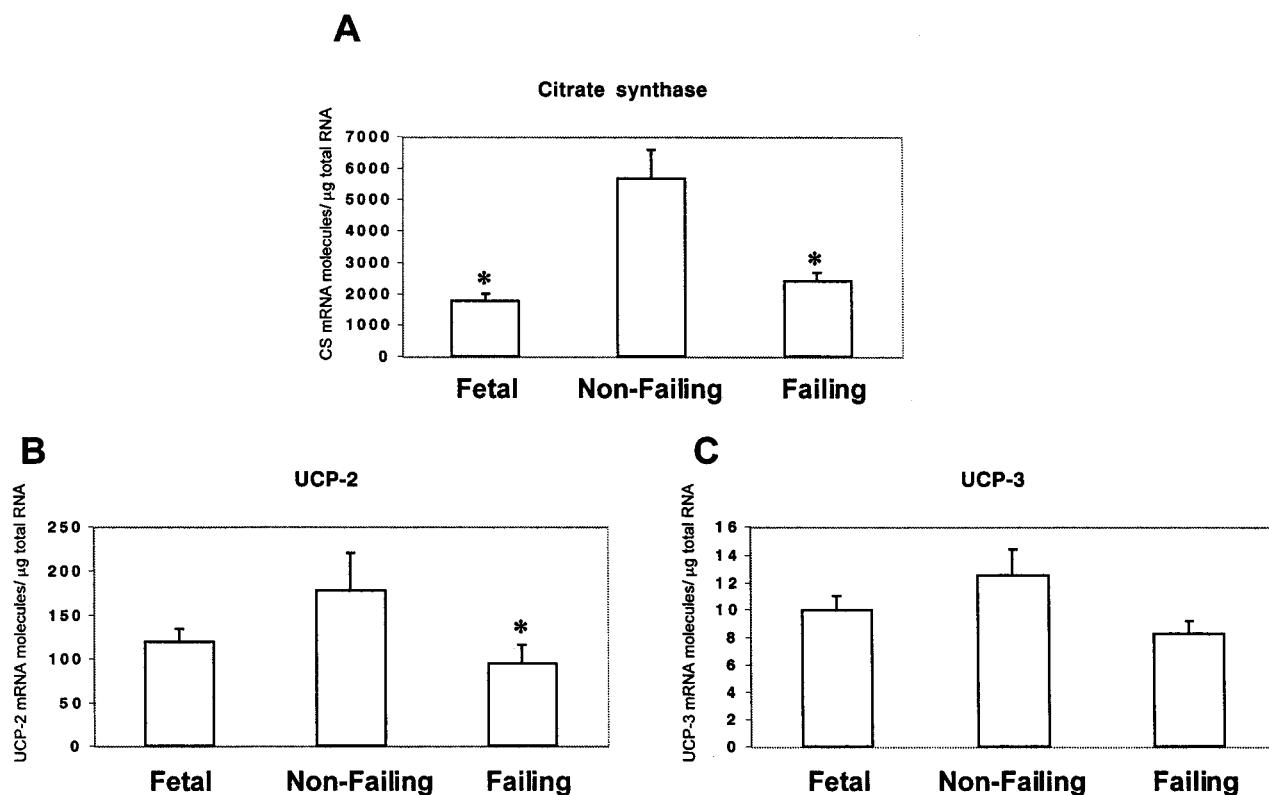 A
Citrate synthase
CS mRNA molecules/ µg total RNA
7000
6000
5000
4000
3000
2000
1000
0
*
*
Fetal Non-Failing Failing
B
UCP-2
UCP-2 mRNA molecules/ µg total RNA
250
200
150
100
50
0
*
Fetal Non-Failing Failing
C
UCP-3
UCP-3 mRNA molecules/ µg total RNA
16
14
12
10
8
6
4
2
0
Fetal Non-Failing Failing